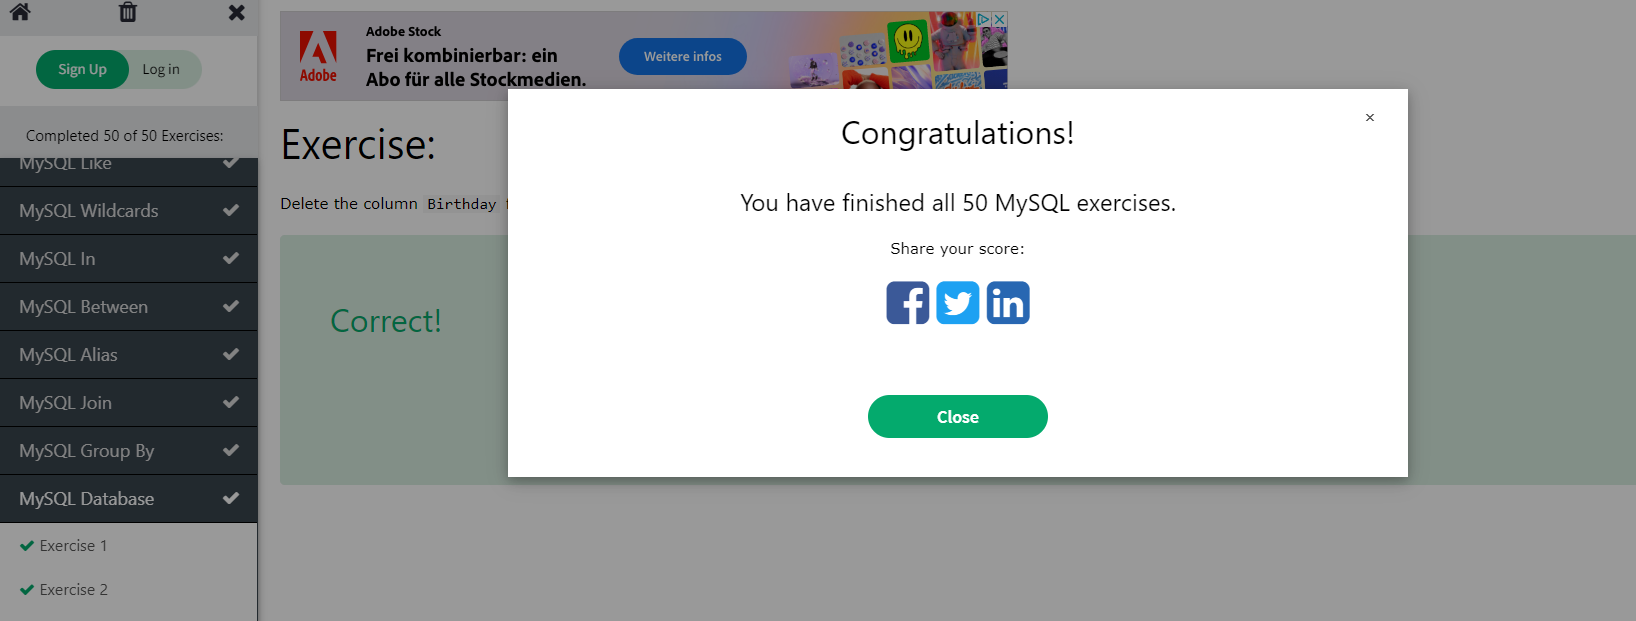 Sign Up
Log in
Completed 50 of 50 Exercises:
MySQL Like
MySQL Wildcards
MySQL In
MySQL Between
MySQL Alias
MySQL Join
MySQL Group By
MySQL Database
Exercise 1
Exercise 2
Adobe
Adobe Stock
Frei kombinierbar: ein
Abo für alle Stockmedien.
Weitere infos
Exercise:
Delete the column Birthday
Correct!
×
Congratulations!
You have finished all 50 MySQL exercises.
Share your score:
Close